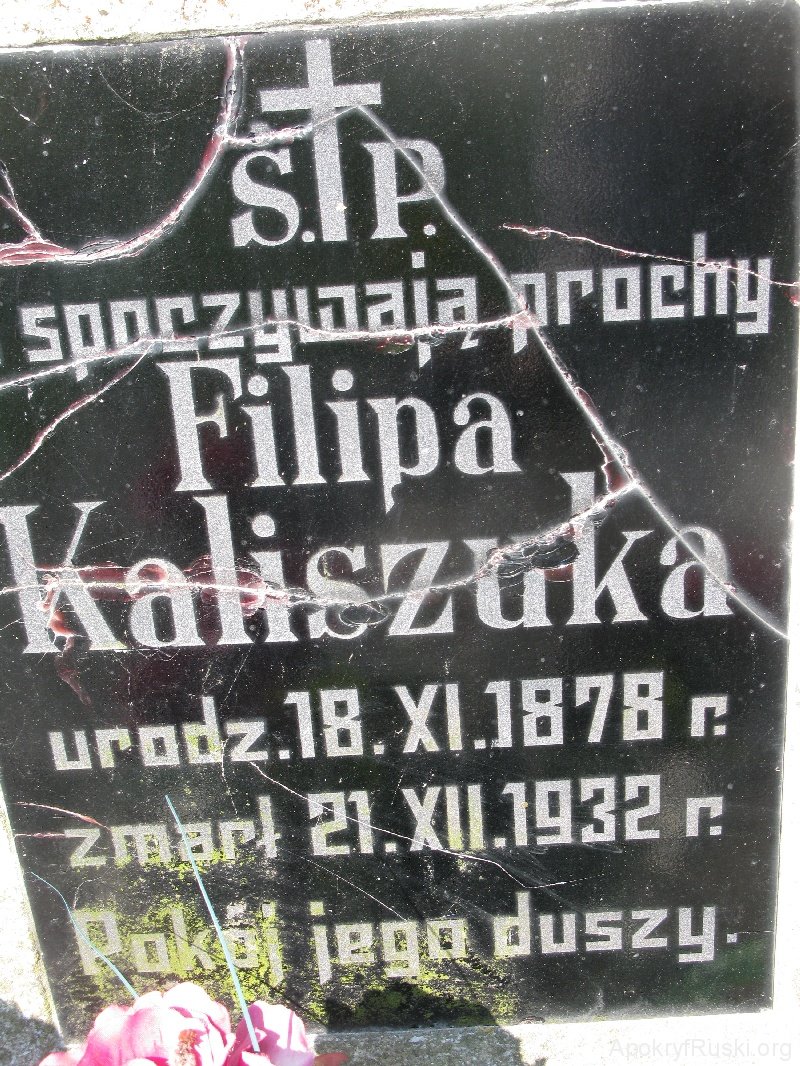 Ś.P.
spoczywają prochy
Filipa
Kaliszuka
urodz. 18. XI. 1878 r.
zmarł 21. XII. 1932 r.
Pokój jego duszy.
ApokryfRuski.org